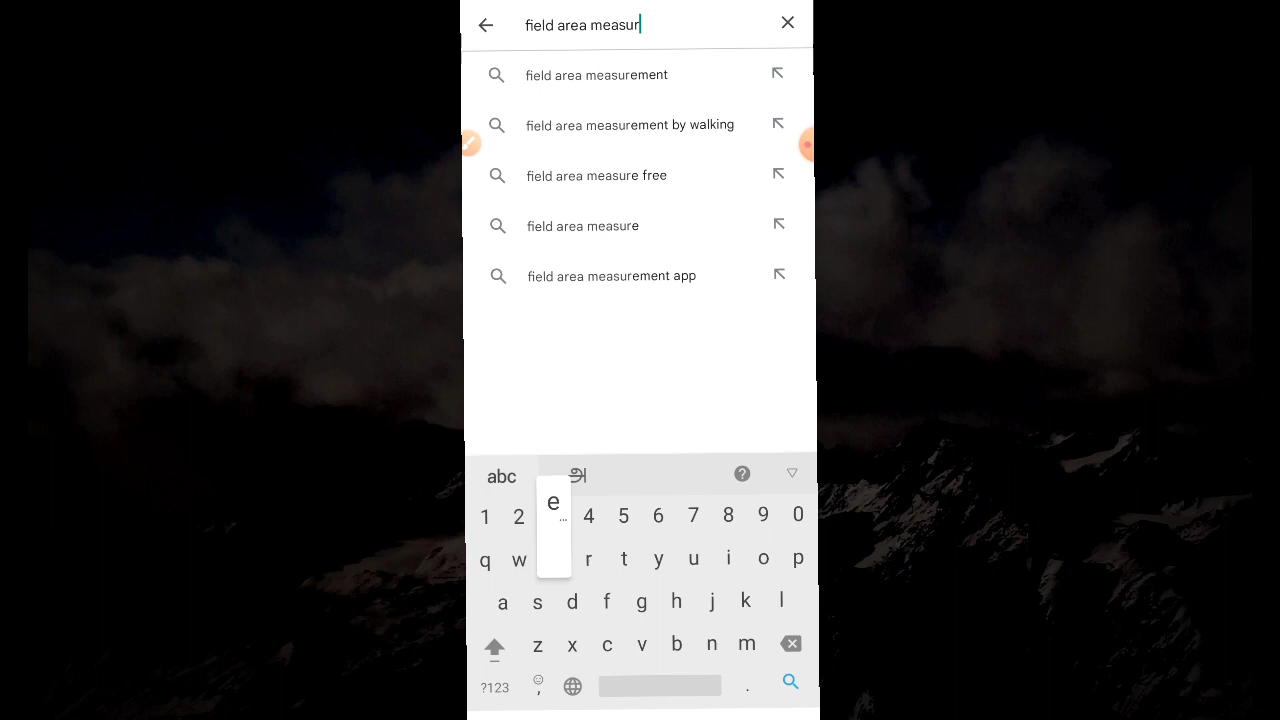 field area measur
field area measurement
field area measurement by walking
field area measure free
field area measure
field area measurement app
abc அ ?
e...
1 2 4 5 6 7 8 9 0
q w r t y u i o p
a s d f g h j k l
z x c v b n m
?123 , .